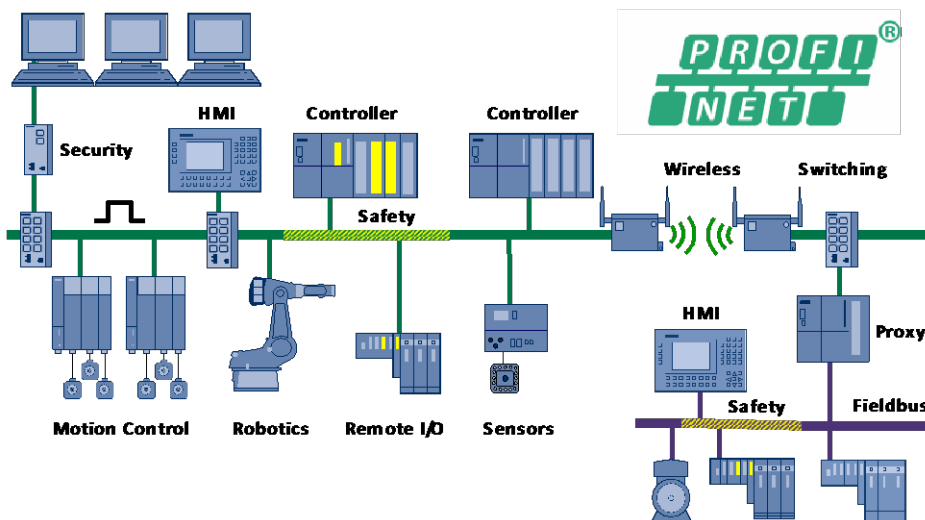 PROFI®
NET
HMI
Controller
Controller
Security
Wireless
Switching
Safety
HMI
Proxy
Safety
Fieldbus
Motion Control
Robotics
Remote I/O
Sensors